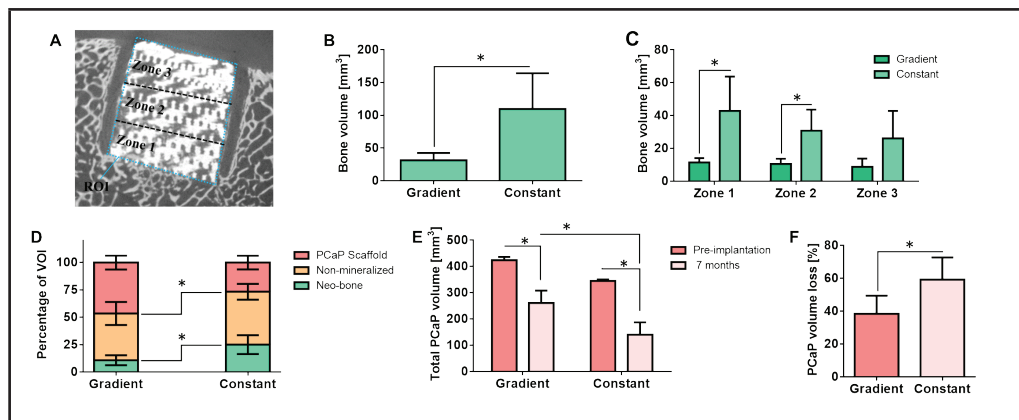 A
Zone 3
Zone 2
Zone 1
ROI
B
Bone volume [mm³]
200
150
100
50
0
*
Gradient
Constant
C
Bone volume [mm³]
80
60
40
20
0
*
*
Gradient
Constant
Zone 1
Zone 2
Zone 3
D
Percentage of VOI
100
75
50
25
0
*
*
PCaP Scaffold
Non-mineralized
Neo-bone
Gradient
Constant
E
Total PCaP volume [mm³]
500
400
300
200
100
0
*
*
*
Pre-implantation
7 months
Gradient
Constant
F
PCaP volume loss [%]
80
60
40
20
0
*
Gradient
Constant